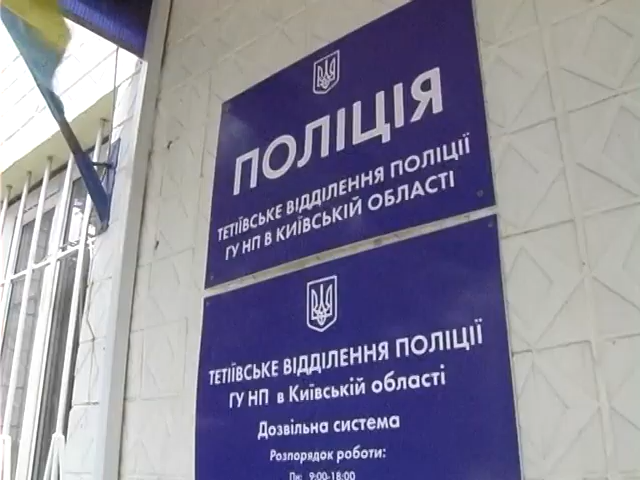 ПОЛІЦІЯ
ТЕТІЇВСЬКЕ ВІДДІЛЕННЯ ПОЛІЦІЇ
ГУ НП В КИЇВСЬКІЙ ОБЛАСТІ
ТЕТІЇВСЬКЕ ВІДДІЛЕННЯ ПОЛІЦІЇ
ГУ НП в Київській області
Дозвільна система
Розпорядок роботи:
Пн: 9:00-18:00